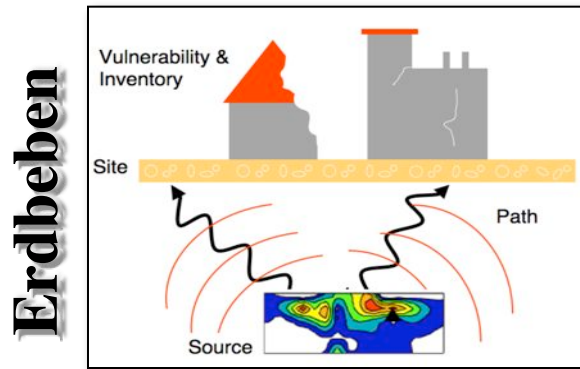 Erdbeben
Vulnerability &
Inventory
Site
Path
Source